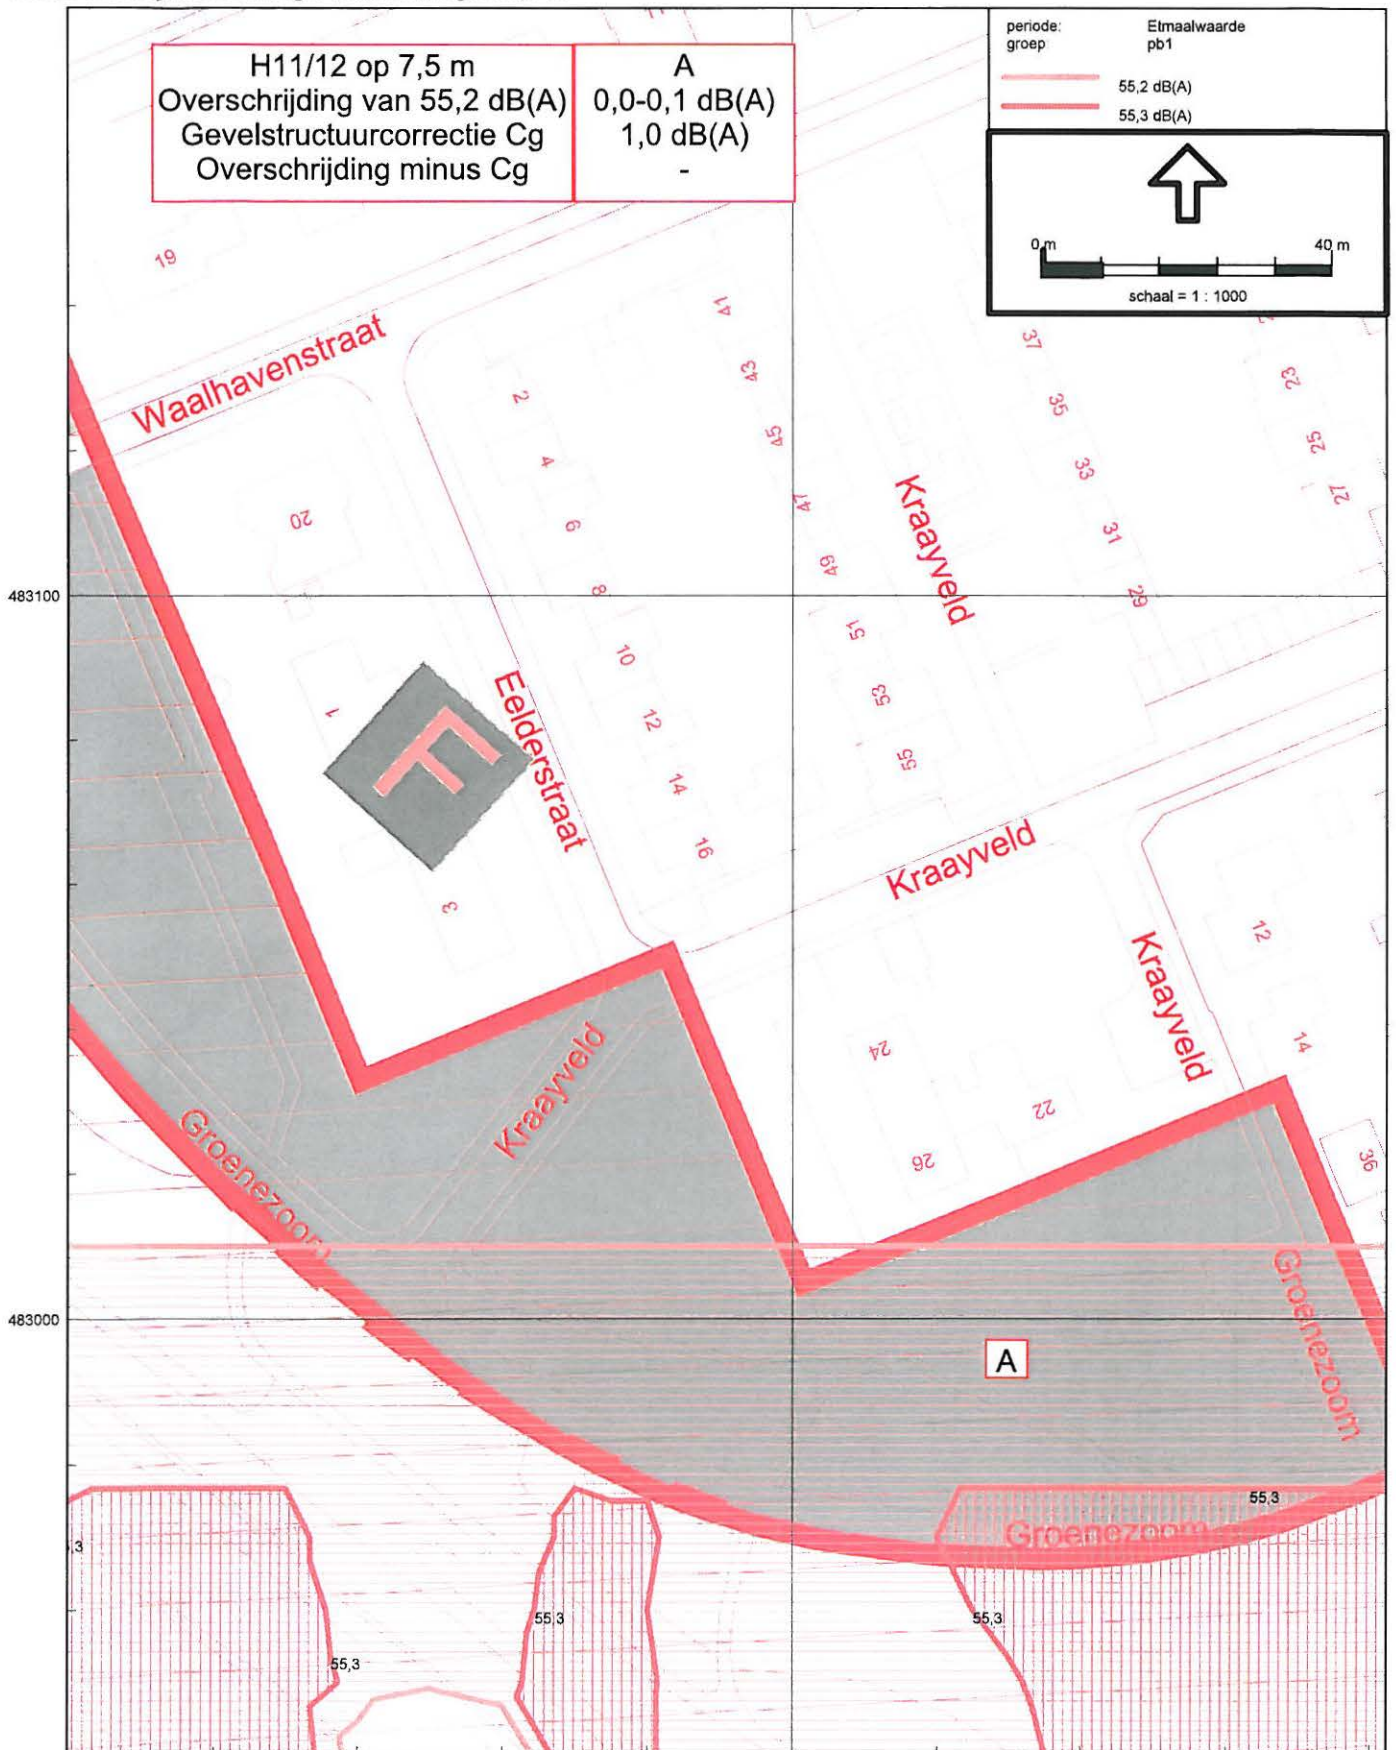 H11/12 op 7,5 m
A
Overschrijding van 55,2 dB(A)
0,0-0,1 dB(A)
Gevelstructuurcorrectie Cg
1,0 dB(A)
Overschrijding minus Cg
-
periode: Etmaalwaarde
groep pb1
55,2 dB(A)
55,3 dB(A)
0 m
40 m
schaal = 1 : 1000
19
Waalhavenstraat
20
2
4
6
8
10
12
14
16
41
43
45
47
49
51
53
55
37
35
33
31
29
23
25
27
Kraayveld
483100
1
F
Eelderstraat
3
Kraayveld
Kraayveld
12
14
24
22
26
36
Kraayveld
Groenezoom
Groenezoom
483000
A
55,3
Groenezoom
,3
55,3
55,3
55,3